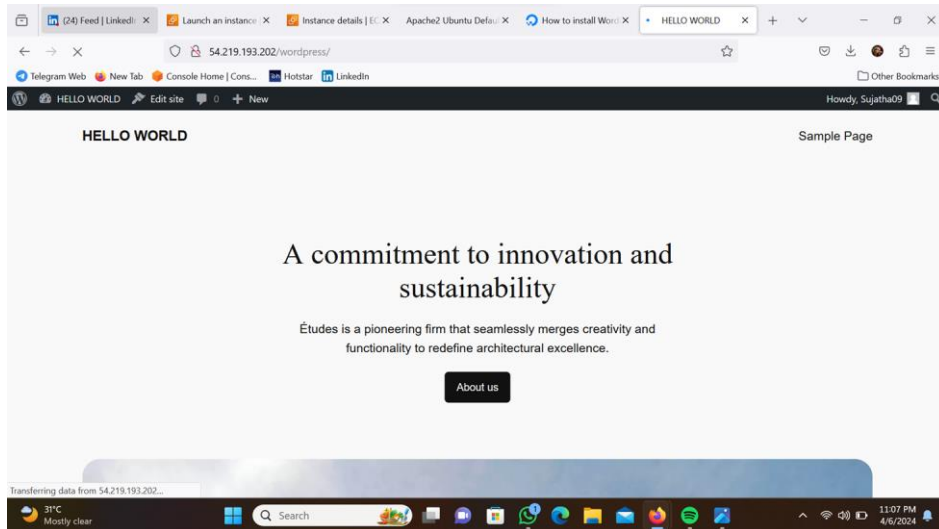 (24) Feed | LinkedIn
Launch an instance
Instance details | EC
Apache2 Ubuntu Defau
How to install Word
HELLO WORLD
54.219.193.202/wordpress/
Telegram Web
New Tab
Console Home | Cons...
Hotstar
LinkedIn
Other Bookmarks
HELLO WORLD
Edit site
0
New
Howdy, Sujatha09
HELLO WORLD
Sample Page
A commitment to innovation and
sustainability
Études is a pioneering firm that seamlessly merges creativity and
functionality to redefine architectural excellence.
About us
Transferring data from 54.219.193.202...
31°C
Mostly clear
Search
11:07 PM
4/6/2024